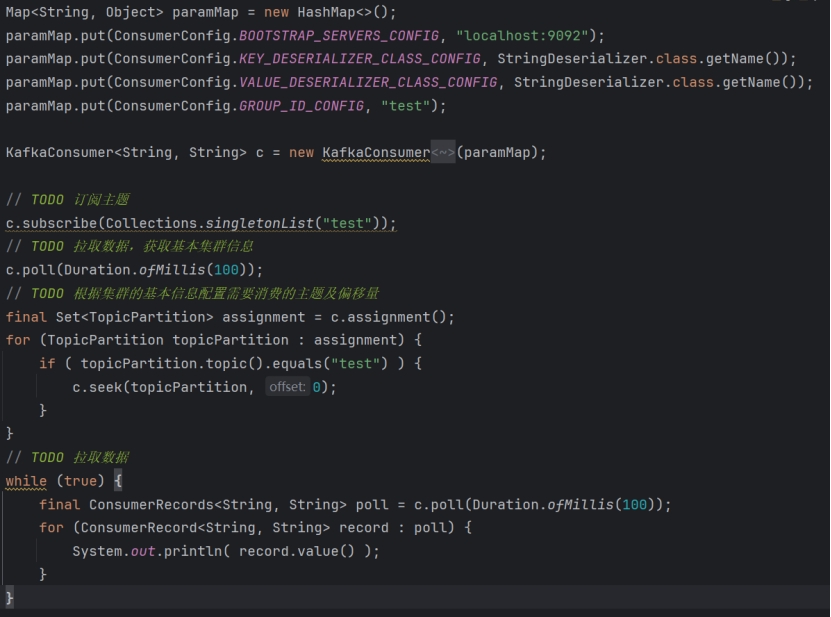 Map<String, Object> paramMap = new HashMap<>();
paramMap.put(ConsumerConfig.BOOTSTRAP_SERVERS_CONFIG, "localhost:9092");
paramMap.put(ConsumerConfig.KEY_DESERIALIZER_CLASS_CONFIG, StringDeserializer.class.getName());
paramMap.put(ConsumerConfig.VALUE_DESERIALIZER_CLASS_CONFIG, StringDeserializer.class.getName());
paramMap.put(ConsumerConfig.GROUP_ID_CONFIG, "test");
KafkaConsumer<String, String> c = new KafkaConsumer<~>(paramMap);
// TODO 订阅主题
c.subscribe(Collections.singletonList("test"));
// TODO 拉取数据，获取基本集群信息
c.poll(Duration.ofMillis(100));
// TODO 根据集群的基本信息配置需要消费的主题及偏移量
final Set<TopicPartition> assignment = c.assignment();
for (TopicPartition topicPartition : assignment) {
if ( topicPartition.topic().equals("test") ) {
c.seek(topicPartition, offset: 0);
}
}
// TODO 拉取数据
while (true) {
final ConsumerRecords<String, String> poll = c.poll(Duration.ofMillis(100));
for (ConsumerRecord<String, String> record : poll) {
System.out.println( record.value() );
}
}